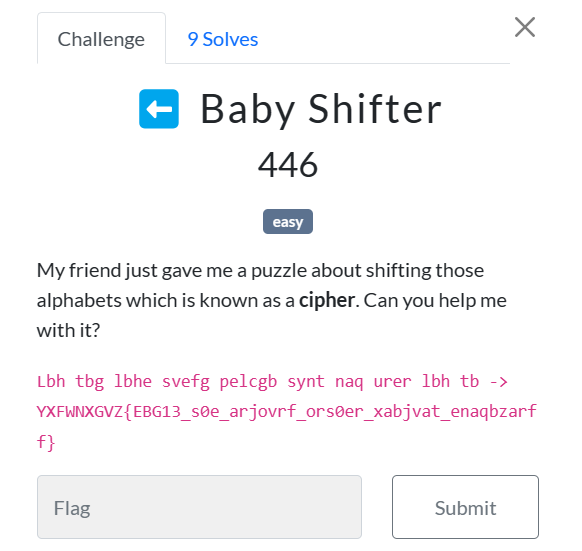 Challenge
9 Solves
Baby Shifter
446
easy
My friend just gave me a puzzle about shifting those
alphabets which is known as a cipher. Can you help me
with it?
Lbh tbg lbhe svefg pelcgb synt naq urer lbh tb ->
YXFWNXGVZ{EBG13_s0e_arjovrf_ors0er_xabjvat_enaqbzarf
f}
Flag
Submit